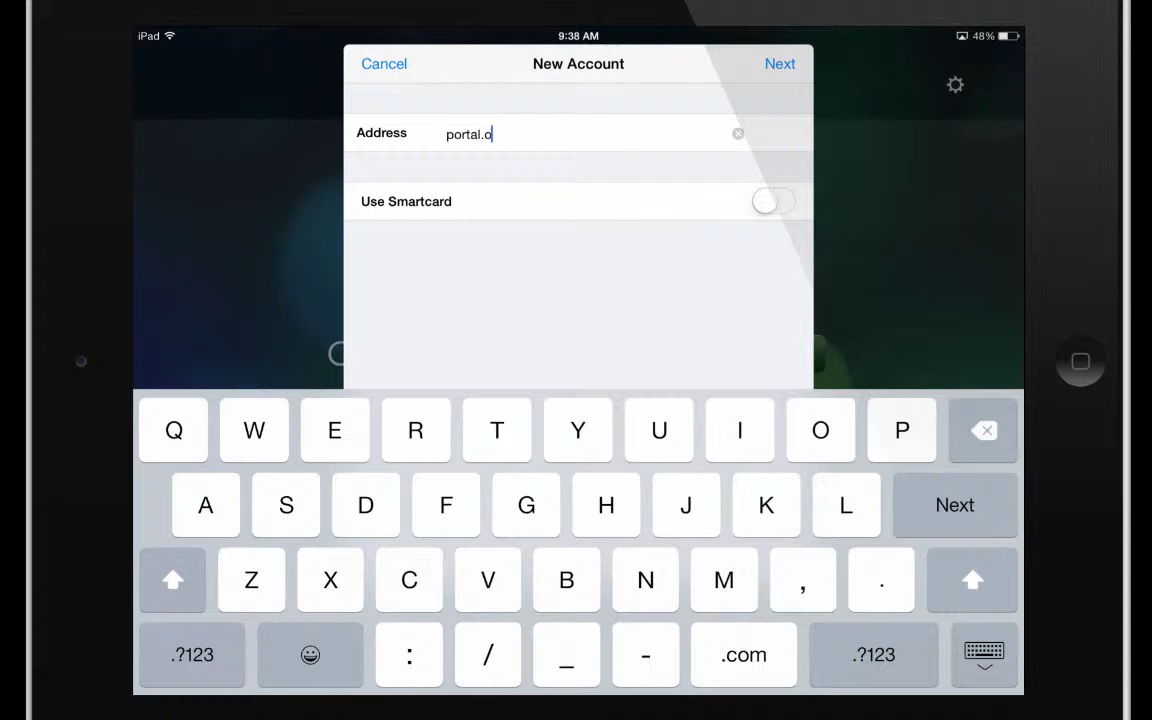 iPad 9:38 AM 48%
Cancel New Account Next
Address portal.o
Use Smartcard
Q W E R T Y U I O P
A S D F G H J K L Next
Z X C V B N M , .
.?123 : / _ - .com .?123